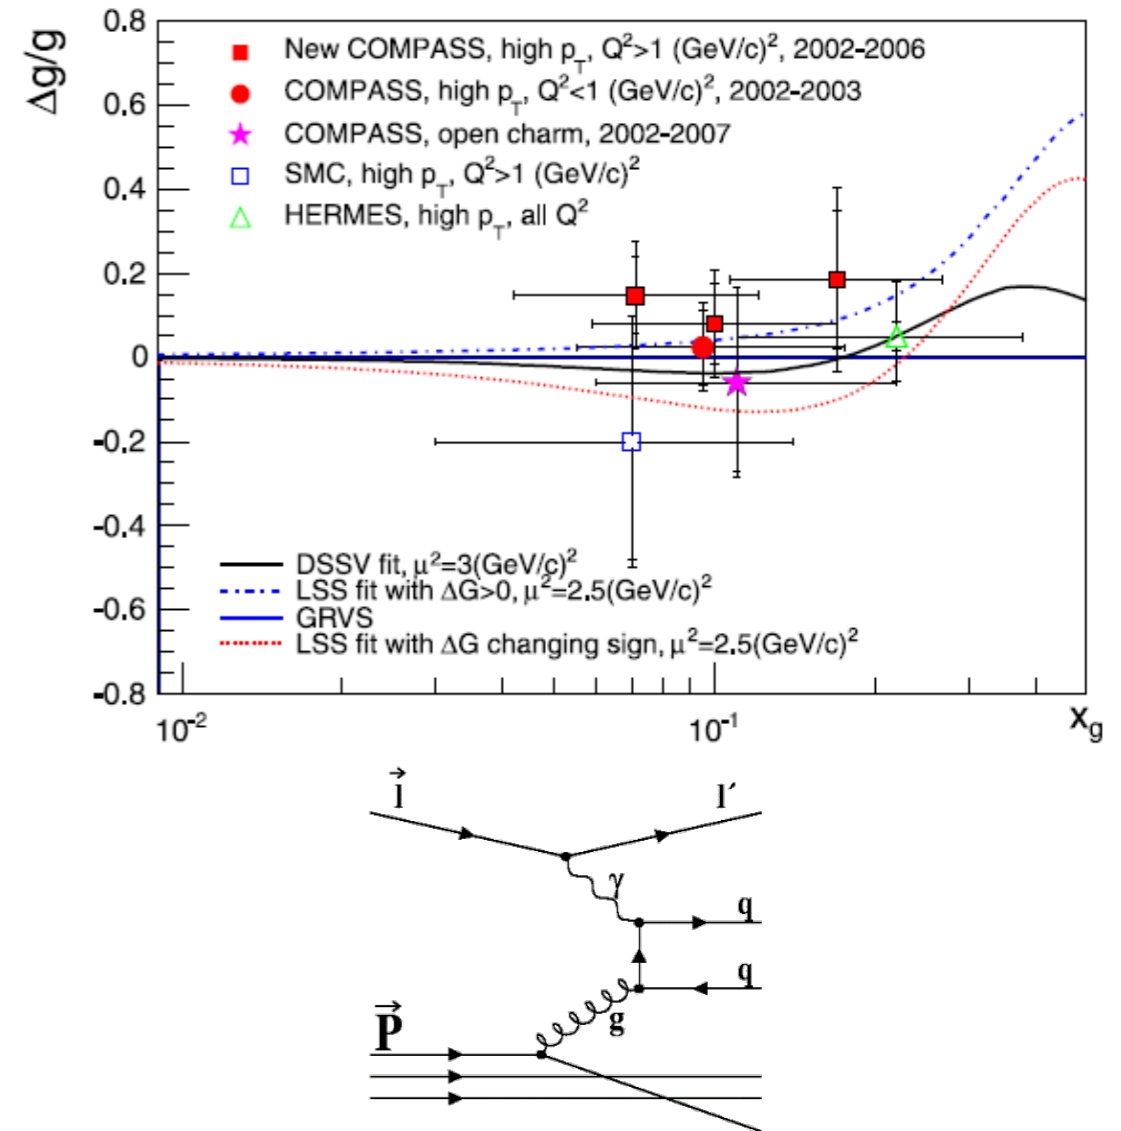 Δg/g
0.8
0.6
0.4
0.2
0
-0.2
-0.4
-0.6
-0.8
New COMPASS, high p_T, Q²>1 (GeV/c)², 2002-2006
COMPASS, high p_T, Q²<1 (GeV/c)², 2002-2003
COMPASS, open charm, 2002-2007
SMC, high p_T, Q²>1 (GeV/c)²
HERMES, high p_T, all Q²
DSSV fit, μ²=3(GeV/c)²
LSS fit with ΔG>0, μ²=2.5(GeV/c)²
GRVS
LSS fit with ΔG changing sign, μ²=2.5(GeV/c)²
10⁻² 10⁻¹ x_g
l⃗ l´
γ
q
q
g
P⃗